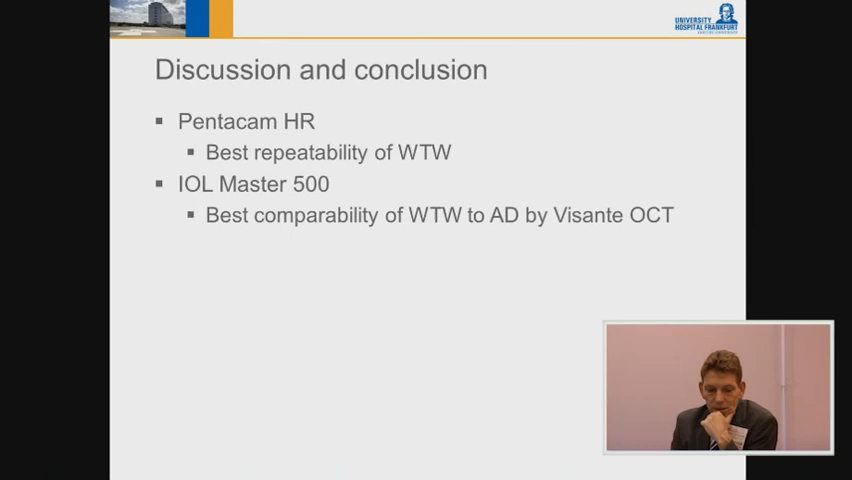 UNIVERSITY
HOSPITAL FRANKFURT
Discussion and conclusion
Pentacam HR
Best repeatability of WTW
IOL Master 500
Best comparability of WTW to AD by Visante OCT